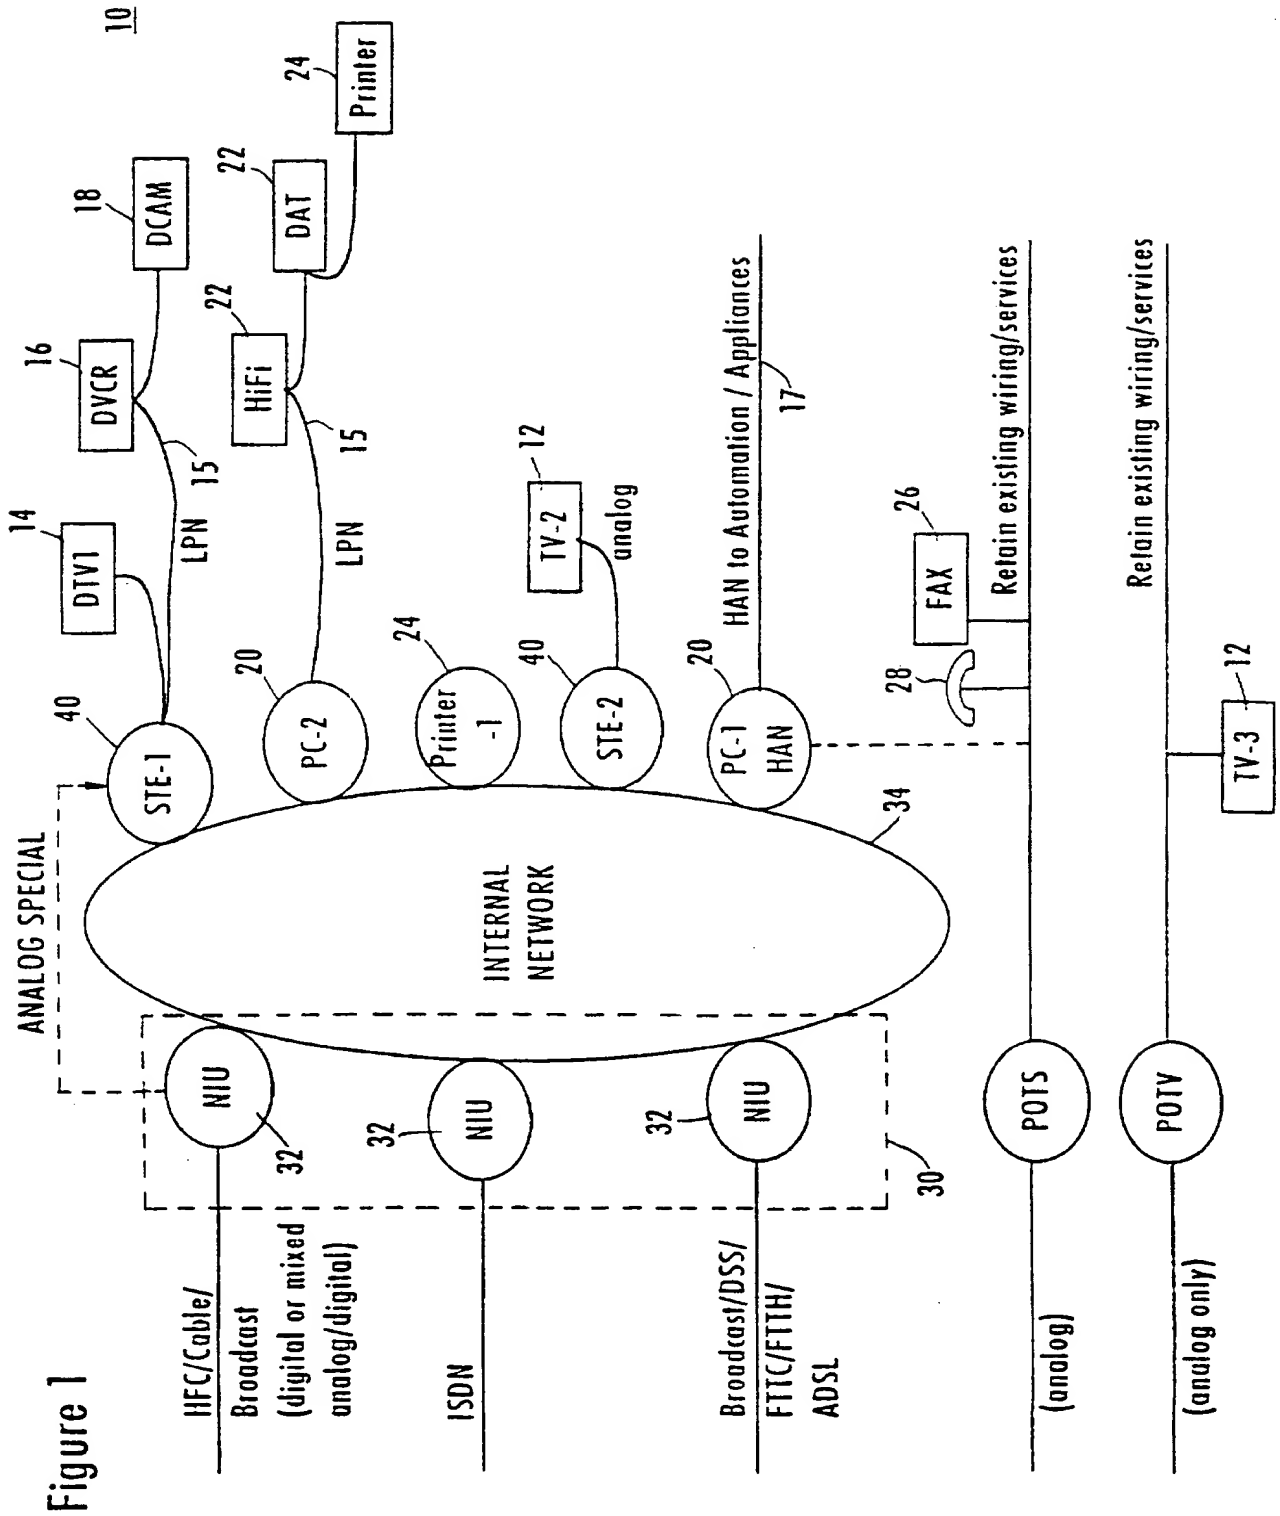 Figure 1
10
ANALOG SPECIAL
HFC/Cable/
Broadcast
(digital or mixed
analog/digital)
NIU
32
40
STE-1
14
DTV1
LPN
15
16
DVCR
18
DCAM
20
PC-2
LPN
15
22
HiFi
22
DAT
24
Printer
ISDN
32
NIU
INTERNAL
NETWORK
24
Printer
-1
40
STE-2
12
TV-2
analog
Broadcast/DSS/
FTTC/FTTH/
ADSL
32
NIU
30
34
20
PC-1
HAN
HAN to Automation / Appliances
17
28
26
FAX
(analog)
POTS
Retain existing wiring/services
(analog only)
POTV
Retain existing wiring/services
12
TV-3